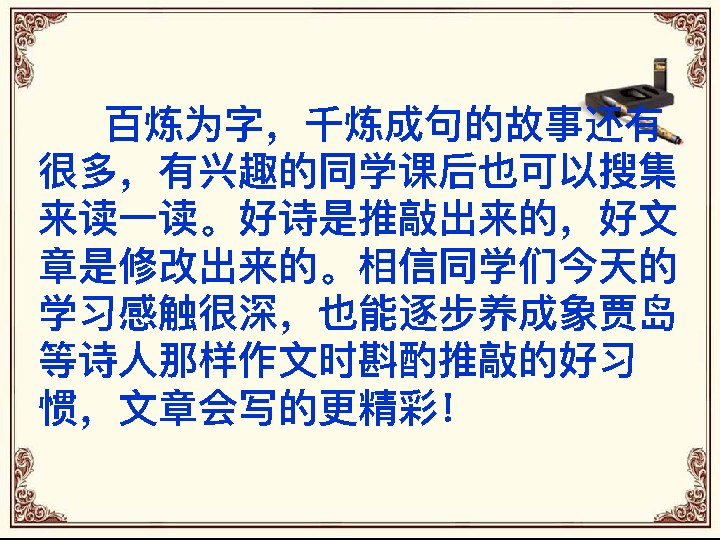 百炼为字，千炼成句的故事还有
很多，有兴趣的同学课后也可以搜集
来读一读。好诗是推敲出来的，好文
章是修改出来的。相信同学们今天的
学习感触很深，也能逐步养成象贾岛
等诗人那样作文时斟酌推敲的好习
惯，文章会写的更精彩！